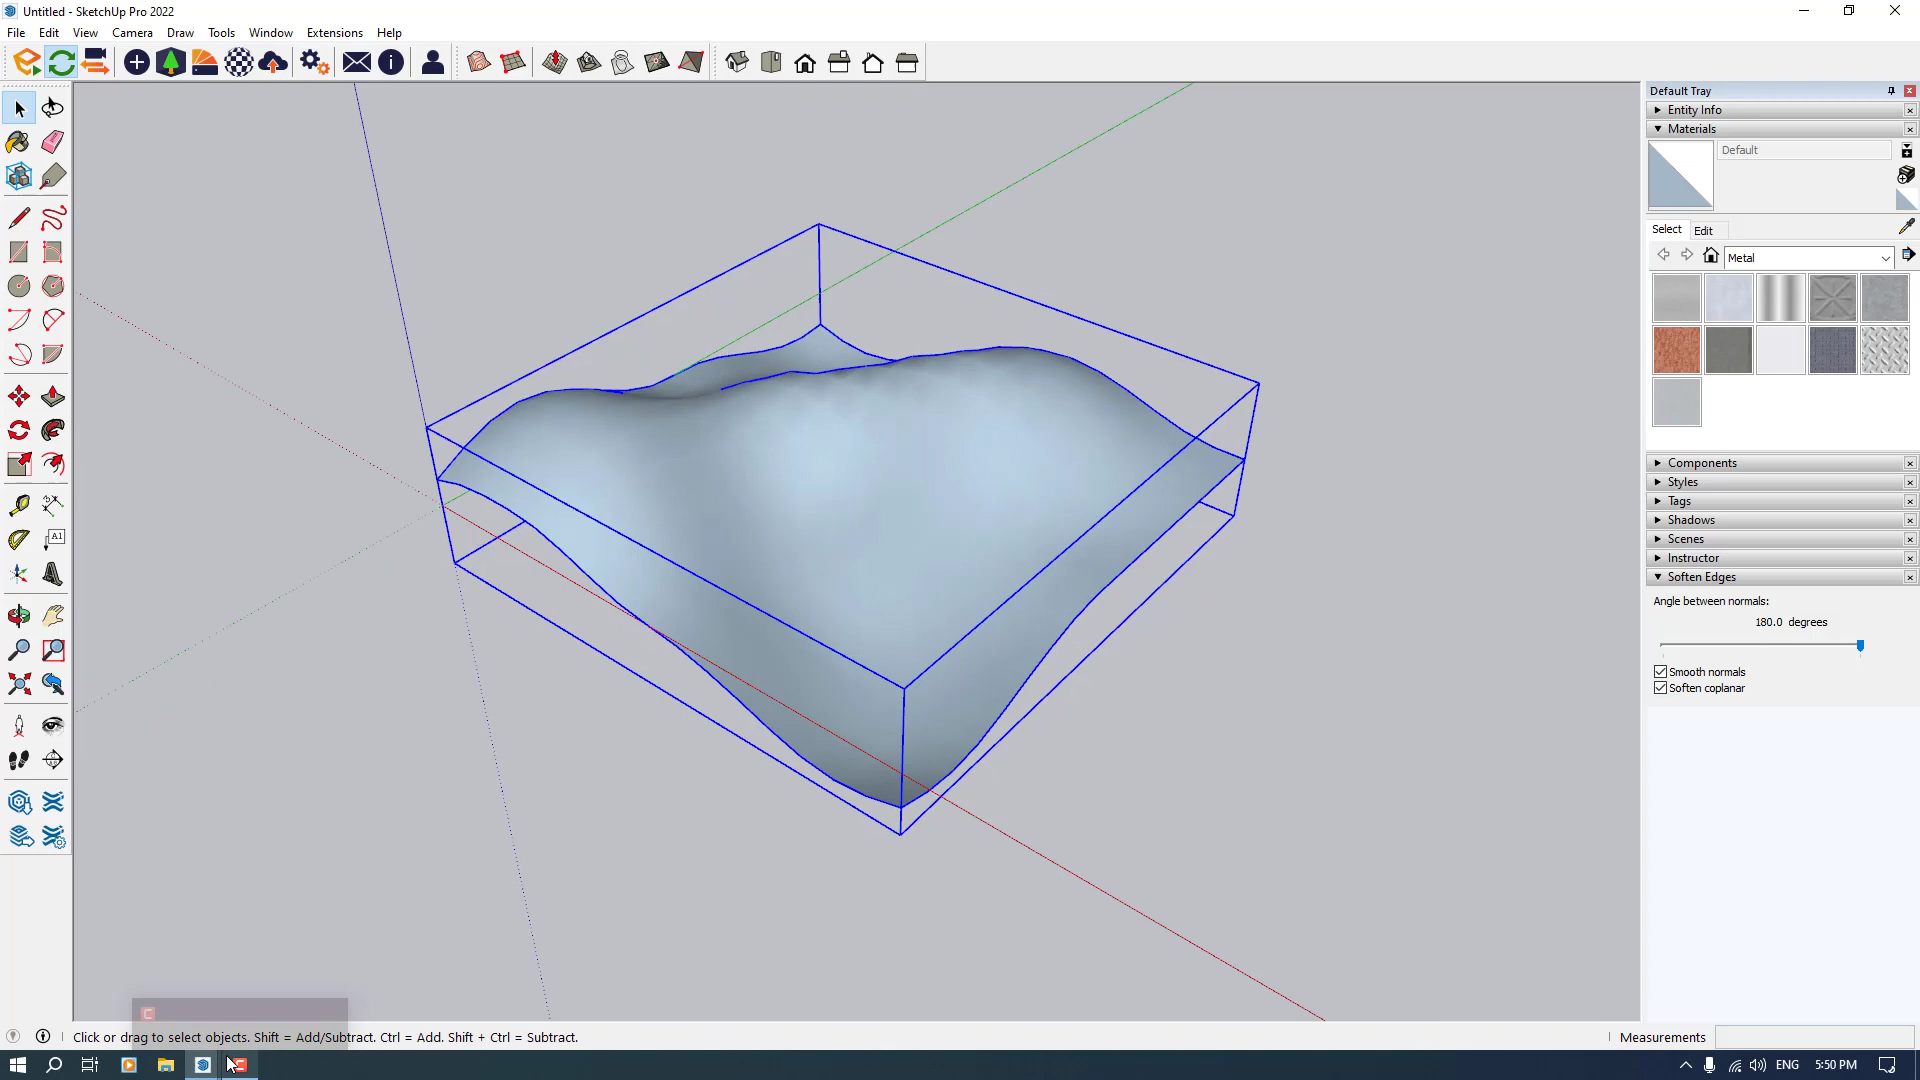 Untitled - SketchUp Pro 2022
File Edit View Camera Draw Tools Window Extensions Help
Default Tray
Entity Info
Materials
Default
Select Edit
Metal
Components
Styles
Tags
Shadows
Scenes
Instructor
Soften Edges
Angle between normals:
180.0 degrees
Smooth normals
Soften coplanar
A1
C
Click or drag to select objects. Shift = Add/Subtract. Ctrl = Add. Shift + Ctrl = Subtract.
Measurements
ENG 5:50 PM